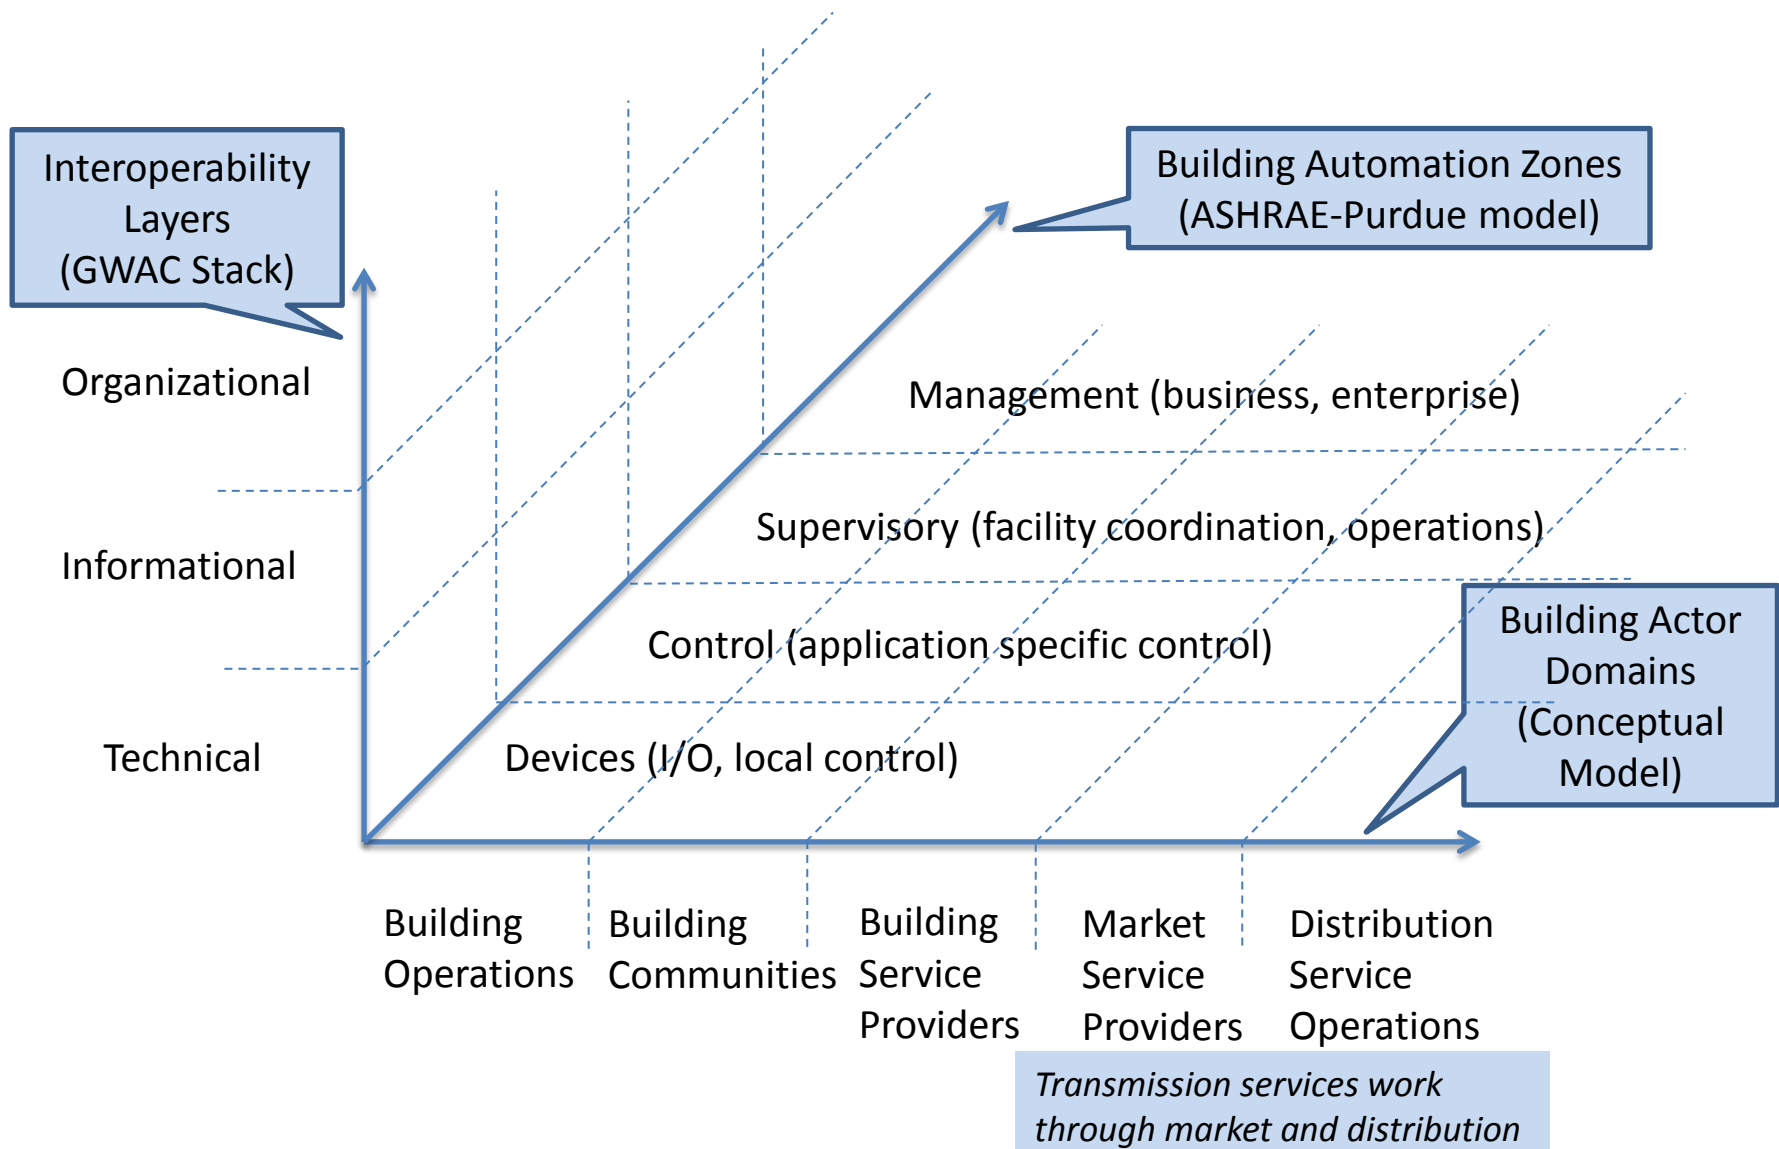 Interoperability
Layers
(GWAC Stack)
Building Automation Zones
(ASHRAE-Purdue model)
Organizational
Management (business, enterprise)
Informational
Supervisory (facility coordination, operations)
Building Actor
Domains
(Conceptual
Model)
Control (application specific control)
Technical
Devices (I/O, local control)
Building
Operations
Building
Communities
Building
Service
Providers
Market
Service
Providers
Distribution
Service
Operations
Transmission services work
through market and distribution